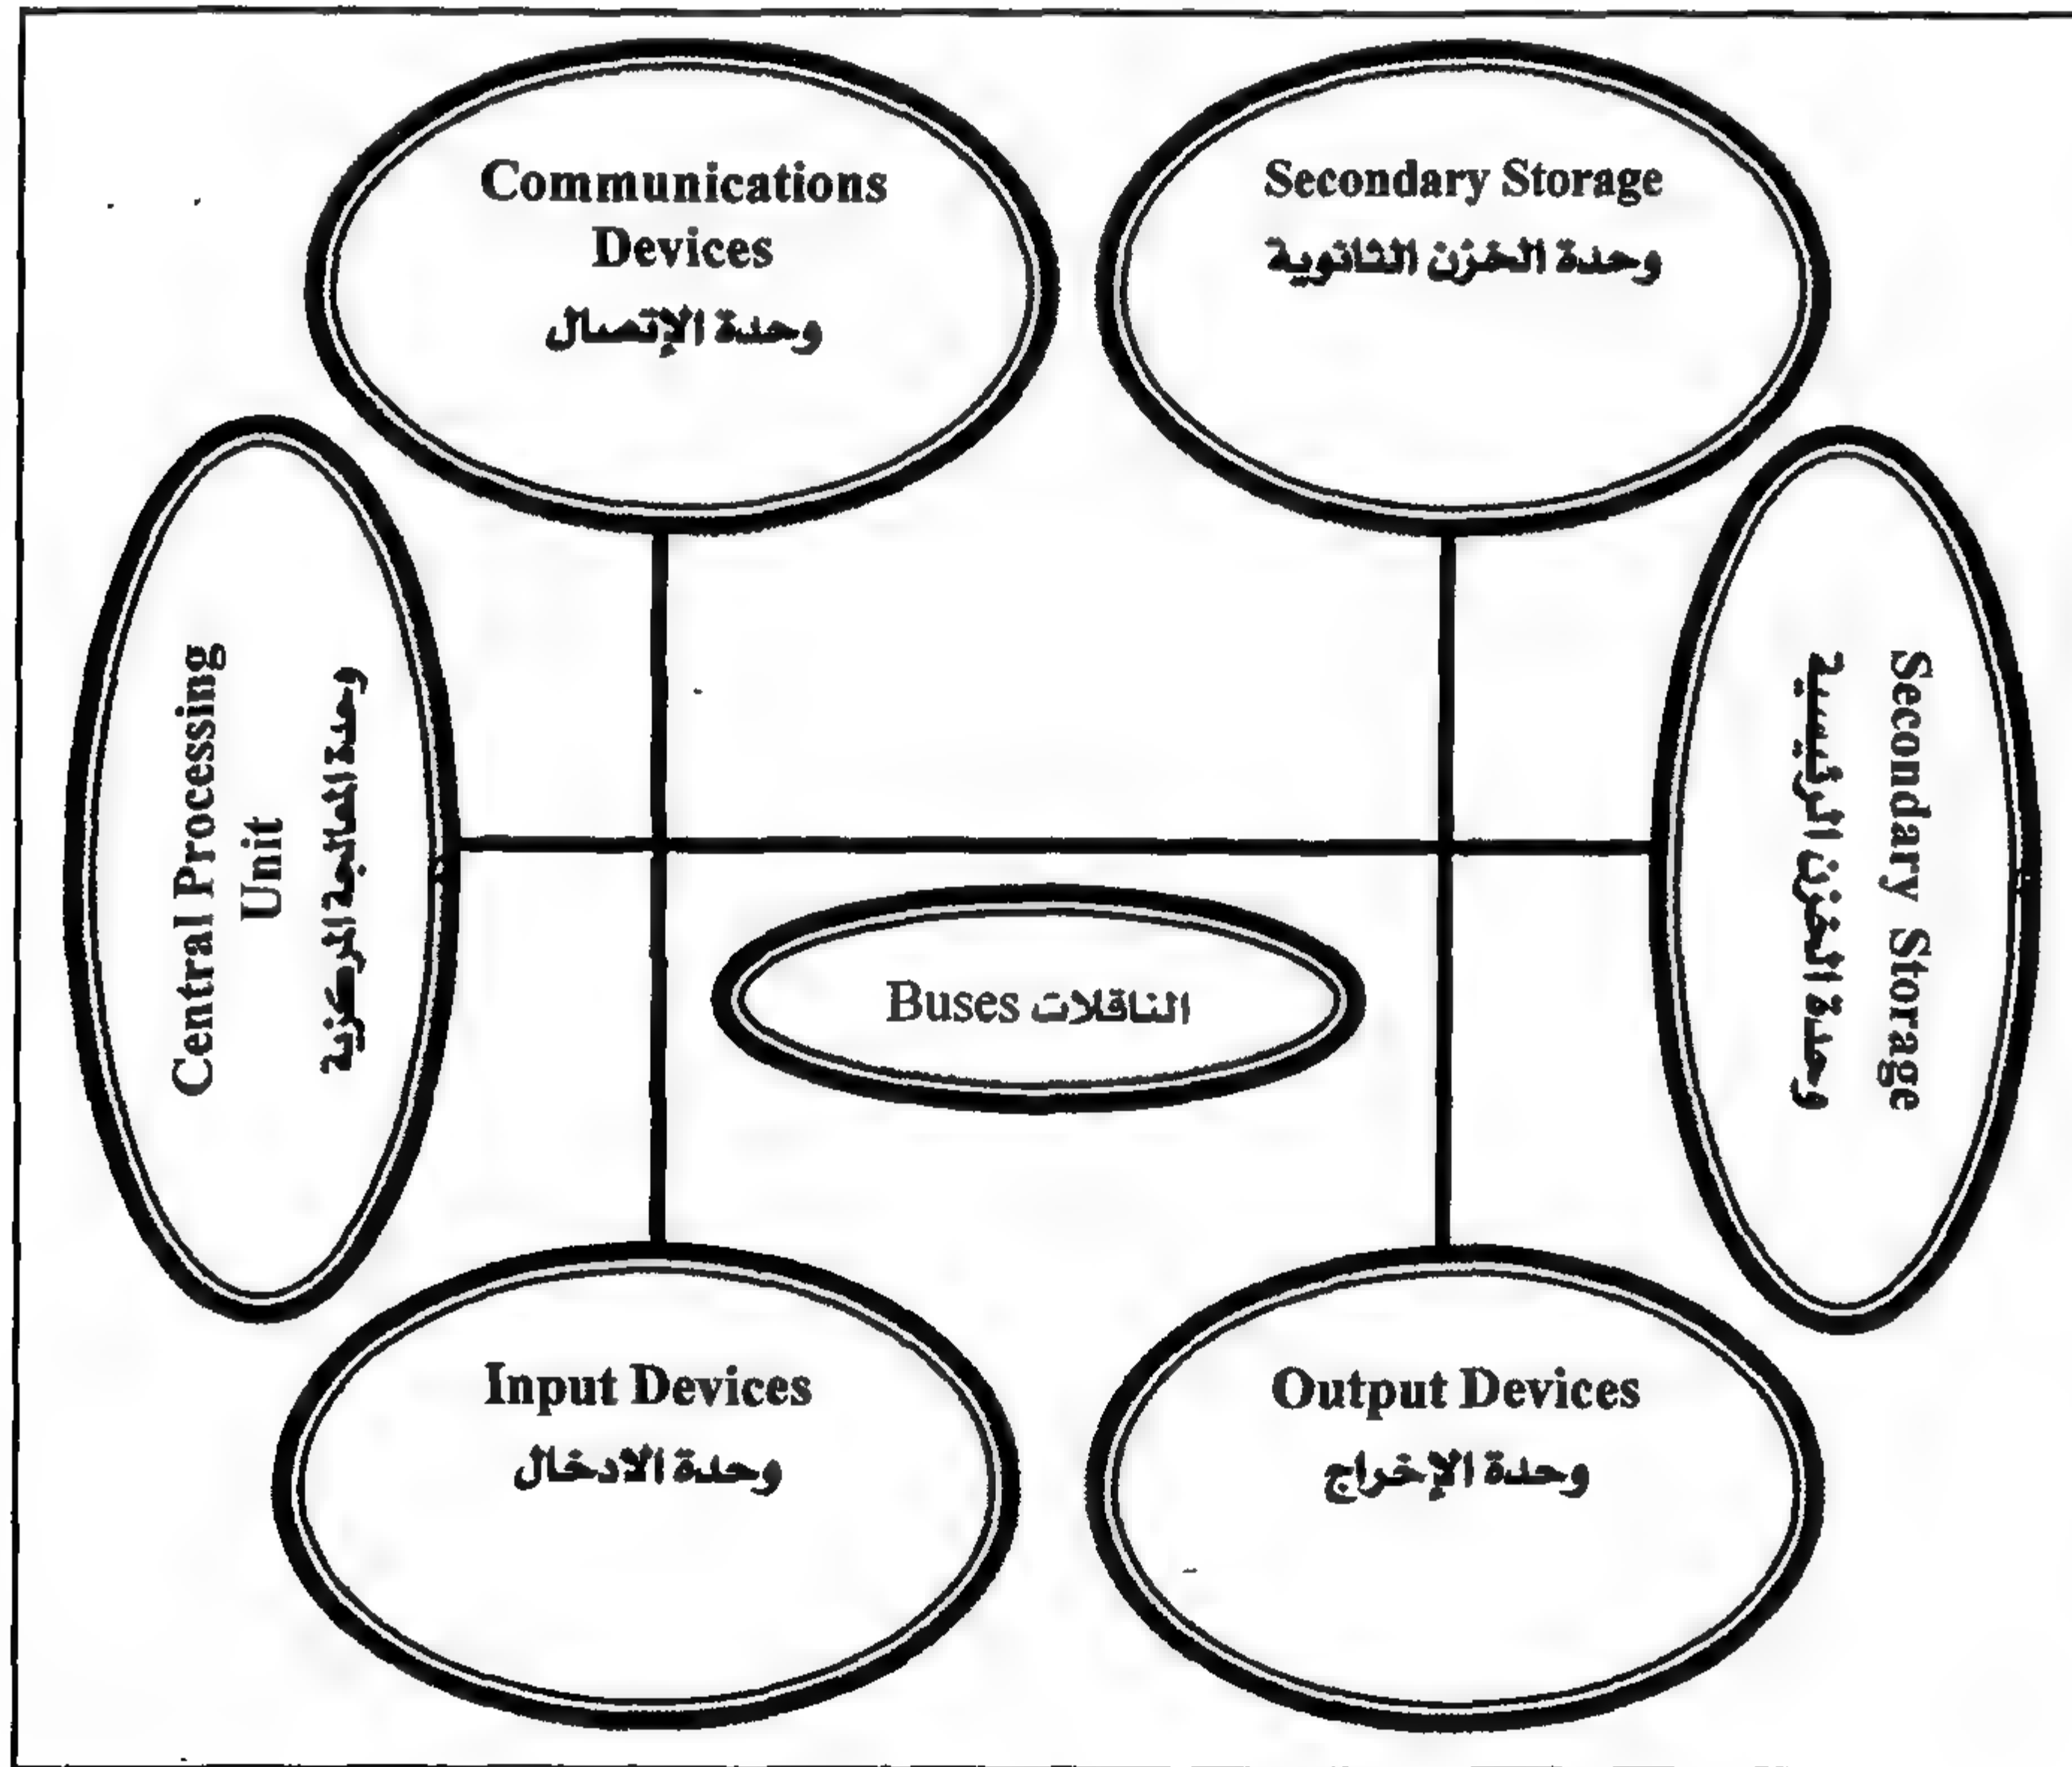 Communications
Devices
وحدة الإتصال
Secondary Storage
وحدة الخزن الثانوية
Central Processing
Unit
وحدة المعالجة المركزية
Secondary Storage
وحدة الخزن الرئيسية
Buses الناقلات
Input Devices
وحدة الادخال
Output Devices
وحدة الإخراج